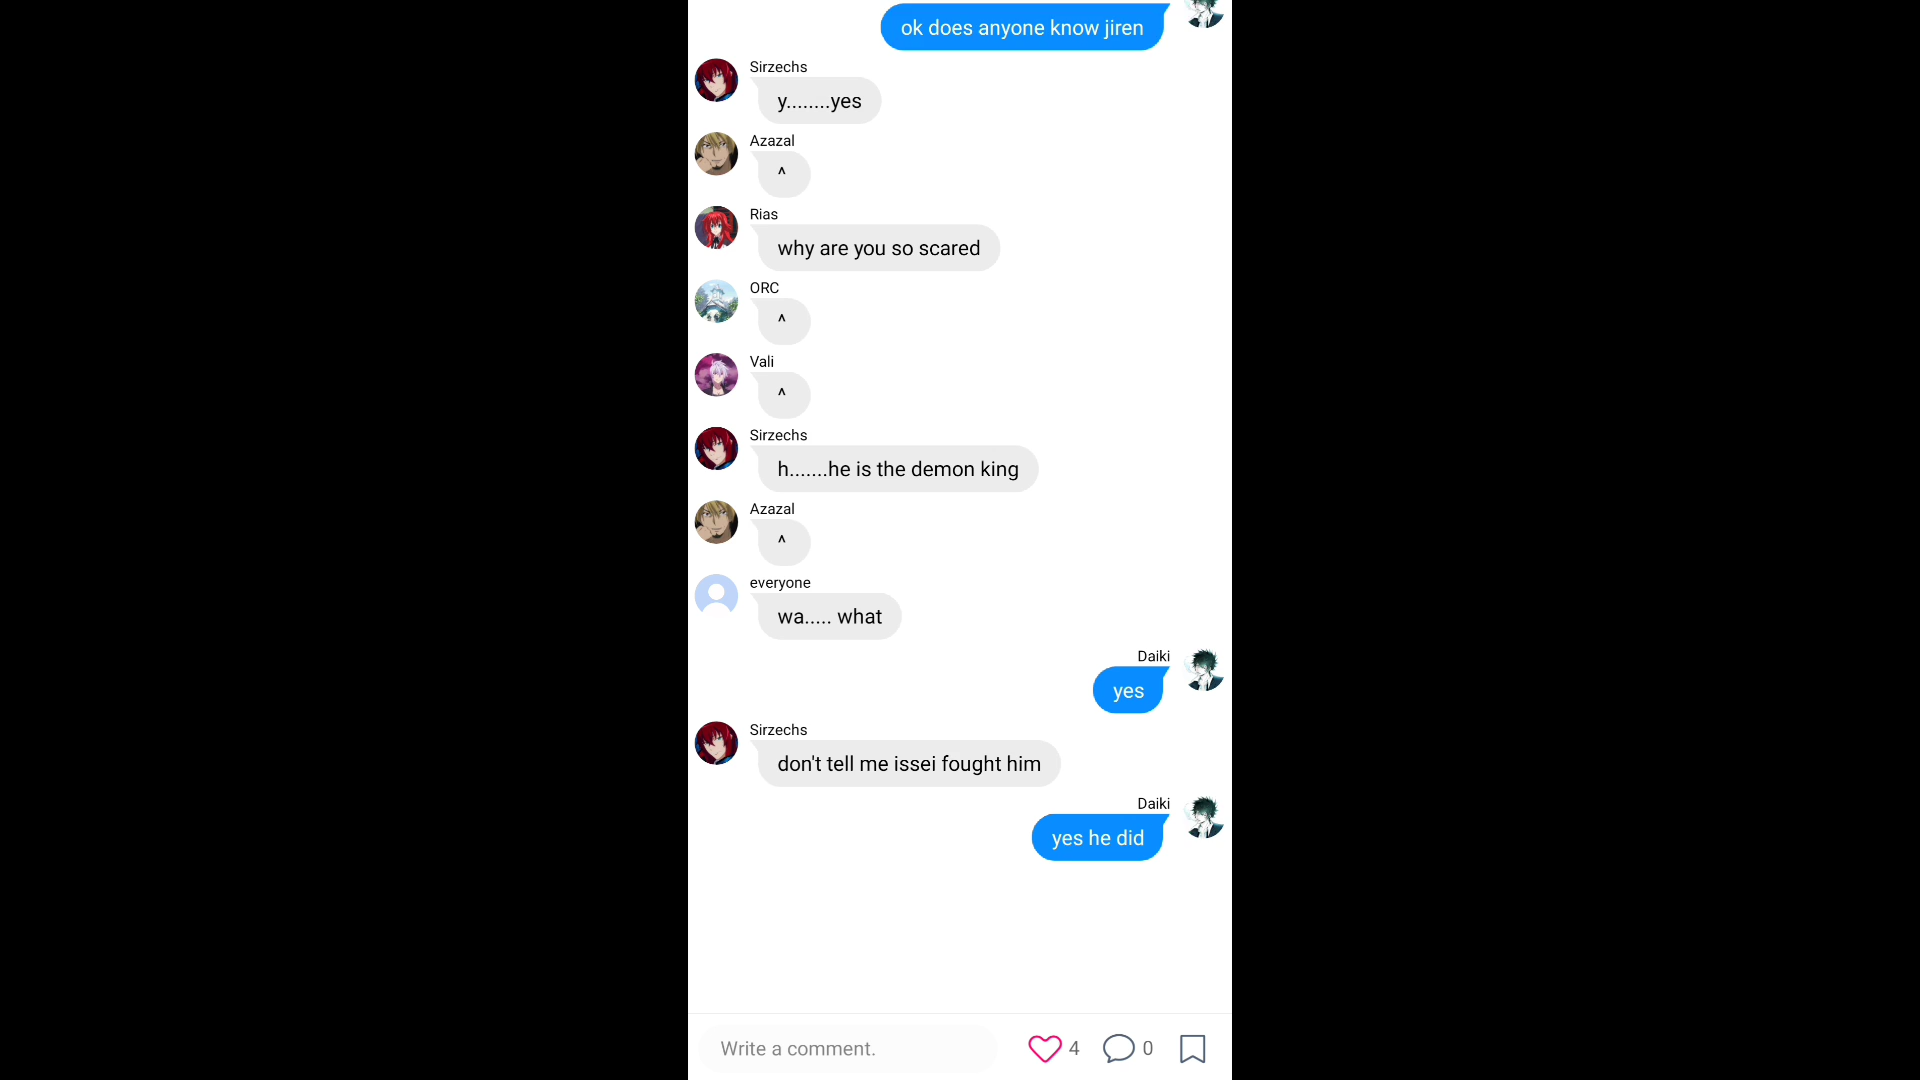 ok does anyone know jiren
Sirzechs
y........yes
Azazal
^
Rias
why are you so scared
ORC
^
Vali
^
Sirzechs
h.......he is the demon king
Azazal
^
everyone
wa..... what
Daiki
yes
Sirzechs
don't tell me issei fought him
Daiki
yes he did
Write a comment.
4
0